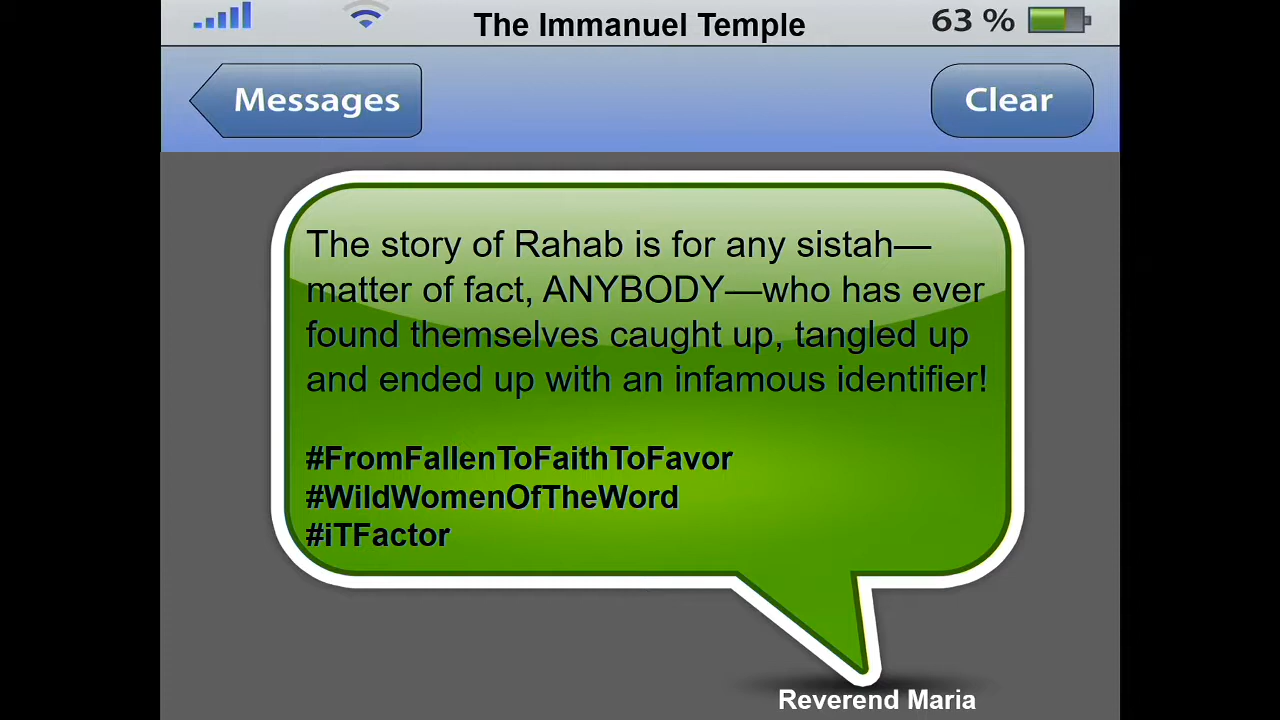 The Immanuel Temple
63 %
Messages
Clear
The story of Rahab is for any sistah—
matter of fact, ANYBODY—who has ever
found themselves caught up, tangled up
and ended up with an infamous identifier!
#FromFallenToFaithToFavor
#WildWomenOfTheWord
#iTFactor
Reverend Maria